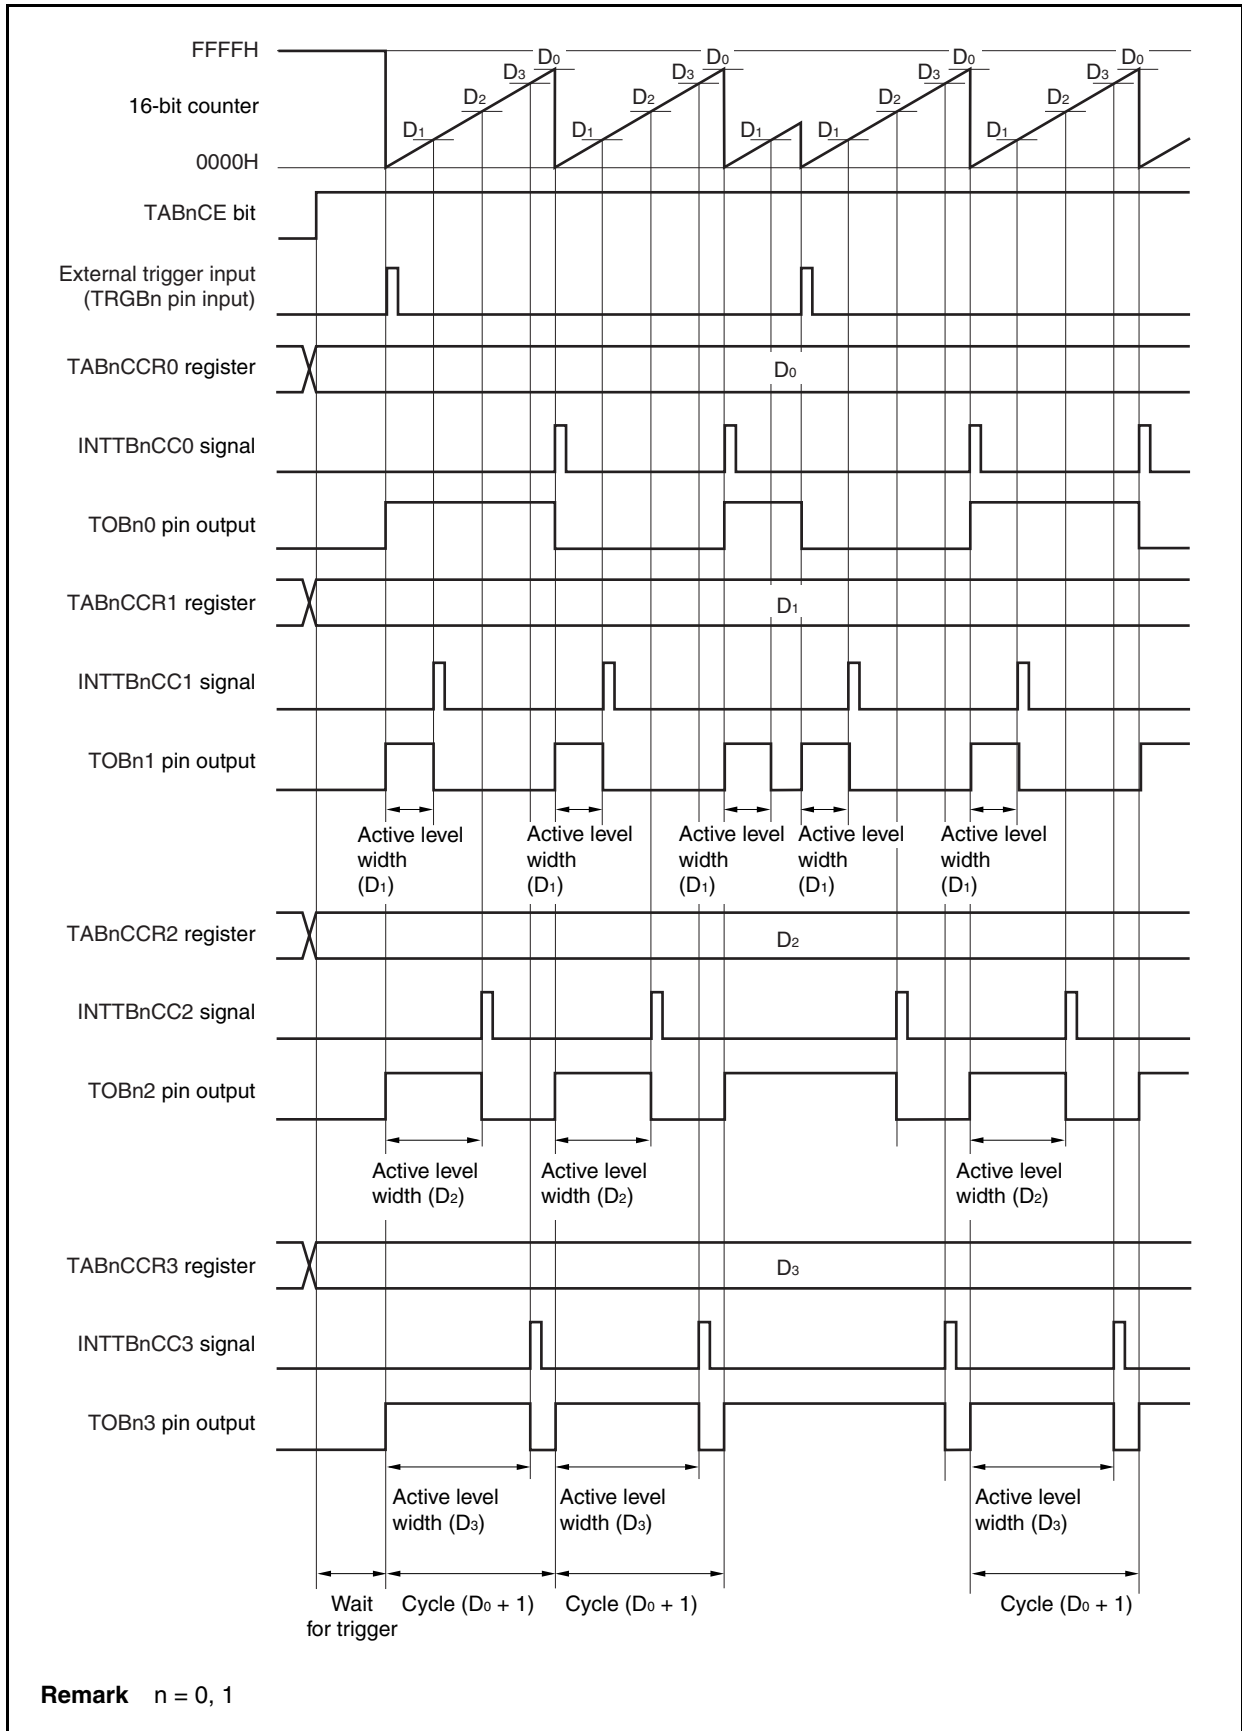 FFFFH
16-bit counter
0000H
D1 D2 D3 D0 D1 D2 D3 D0 D1 D1 D2 D3 D0 D1 D2 D3 D0
TABnCE bit
External trigger input
(TRGBn pin input)
TABnCCR0 register D0
INTTBnCC0 signal
TOBn0 pin output
TABnCCR1 register D1
INTTBnCC1 signal
TOBn1 pin output
Active level Active level Active level Active level Active level
width width width width width
(D1) (D1) (D1) (D1) (D1)
TABnCCR2 register D2
INTTBnCC2 signal
TOBn2 pin output
Active level Active level Active level
width (D2) width (D2) width (D2)
TABnCCR3 register D3
INTTBnCC3 signal
TOBn3 pin output
Active level Active level Active level
width (D3) width (D3) width (D3)
Wait Cycle (D0 + 1) Cycle (D0 + 1) Cycle (D0 + 1)
for trigger
Remark n = 0, 1